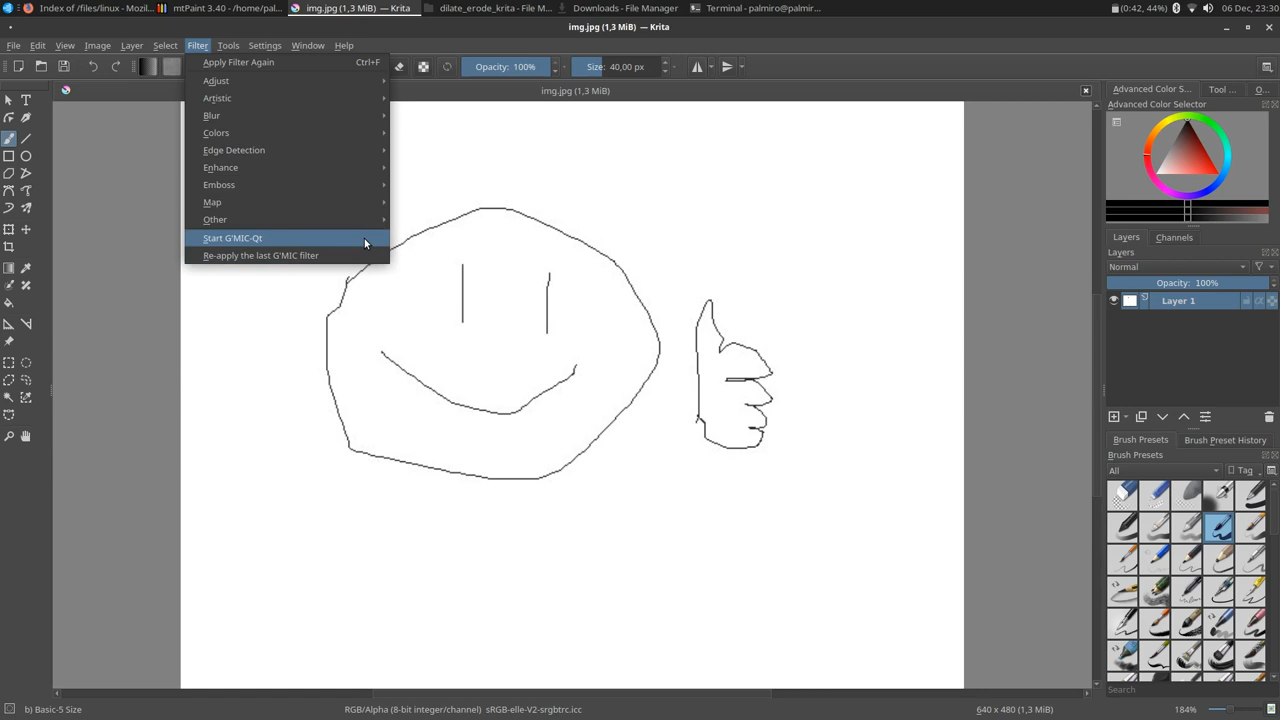 Index of /files/linux - Mozil... mtPaint 3.40 - /home/pal... img.jpg (1,3 MiB) — Krita dilate_erode_krita - File M... Downloads - File Manager Terminal - palmiro@palmir... (0:42, 44%) 06 Dec, 23:30
img.jpg (1,3 MiB) — Krita
File Edit View Image Layer Select Filter Tools Settings Window Help
Apply Filter Again Ctrl+F
Opacity: 100% Size: 40,00 px
Adjust
Artistic
Blur
Colors
Edge Detection
Enhance
Emboss
Map
Other
Start G'MIC-Qt
Re-apply the last G'MIC filter
img.jpg (1,3 MiB)
Advanced Color S... Tool ... O...
Advanced Color Selector
Layers Channels
Layers
Normal
Opacity: 100%
Layer 1
Brush Presets Brush Preset History
Brush Presets
All Tag
Search
b) Basic-5 Size RGB/Alpha (8-bit integer/channel) sRGB-elle-V2-srgbtrc.icc 640 x 480 (1,3 MiB) 184%